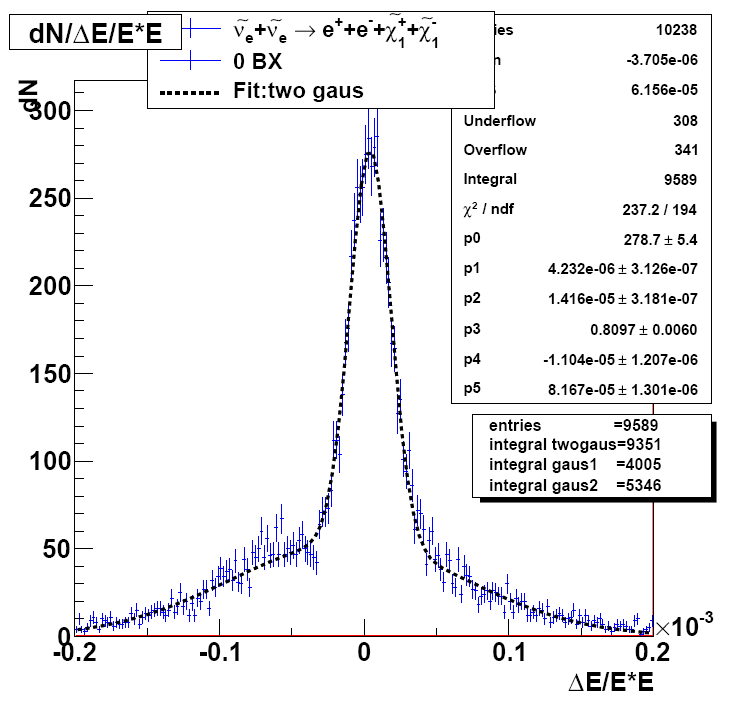 dN/ΔE/E*E
ν̃ₑ+ν̃ₑ → e⁺+e⁻+χ̃₁⁺+χ̃₁⁻
0 BX
Fit:two gaus
10238
-3.705e-06
6.156e-05
Underflow 308
Overflow 341
Integral 9589
χ² / ndf 237.2 / 194
p0 278.7 ± 5.4
p1 4.232e-06 ± 3.126e-07
p2 1.416e-05 ± 3.181e-07
p3 0.8097 ± 0.0060
p4 -1.104e-05 ± 1.207e-06
p5 8.167e-05 ± 1.301e-06
entries =9589
integral twogaus=9351
integral gaus1 =4005
integral gaus2 =5346
dN
300
250
200
150
100
50
0
-0.2 -0.1 0 0.1 0.2
×10⁻³
ΔE/E*E